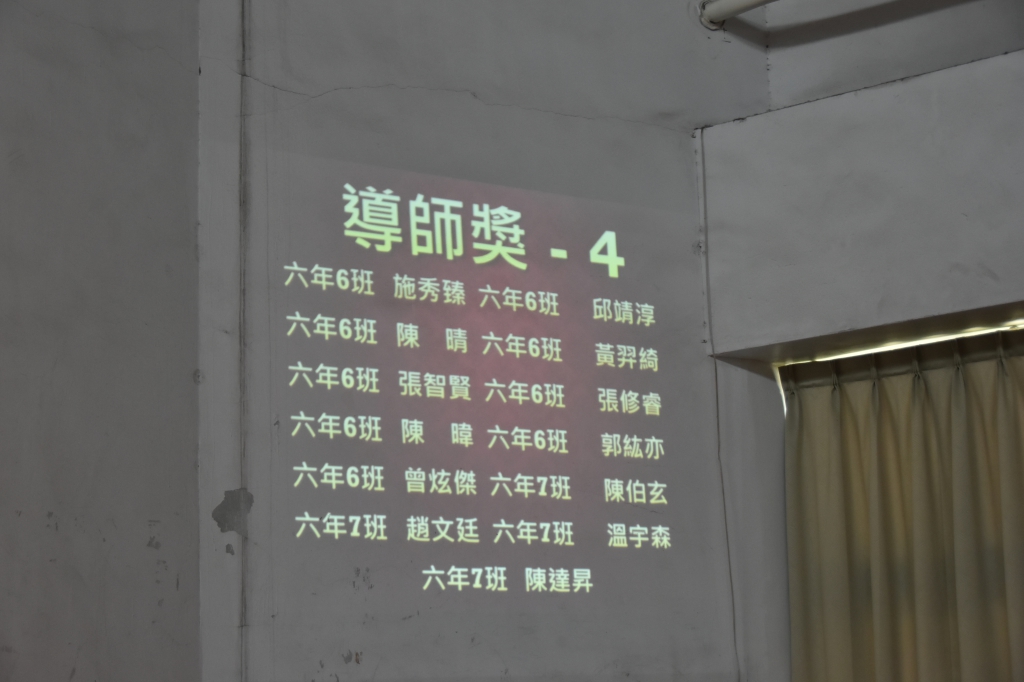 導師獎 - 4
六年6班 施秀臻 六年6班 邱靖淳
六年6班 陳 晴 六年6班 黃羿綺
六年6班 張智賢 六年6班 張修睿
六年6班 陳 暐 六年6班 郭紘亦
六年6班 曾炫傑 六年7班 陳伯玄
六年7班 趙文廷 六年7班 溫宇森
六年7班 陳達昇